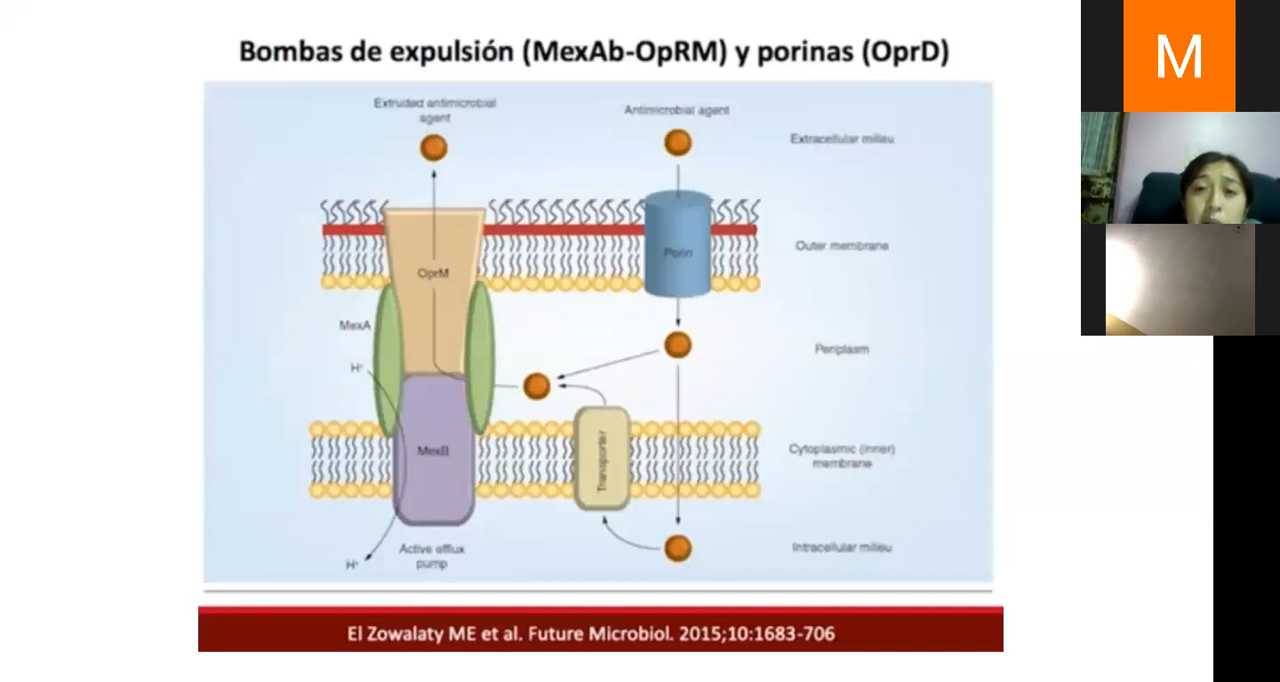 Bombas de expulsión (MexAb-OpRM) y porinas (OprD)
Extruded antimicrobial
agent
Antimicrobial agent
Extracellular milieu
OprM
Porin
Outer membrane
MexA
H⁺
Periplasm
MexB
Transporter
Cytoplasmic (inner)
membrane
Active efflux
pump
H⁺
Intracellular milieu
El Zowalaty ME et al. Future Microbiol. 2015;10:1683-706
M